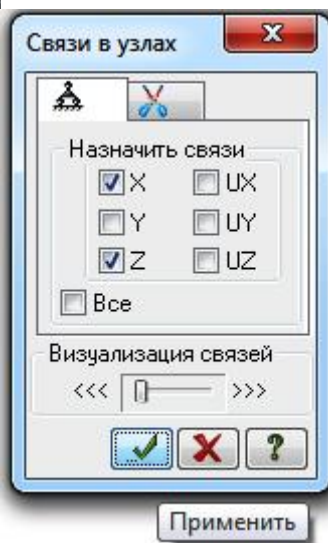 Связи в узлах
Назначить связи
X UX
Y UY
Z UZ
Все
Визуализация связей
<<< >>>
?
Применить